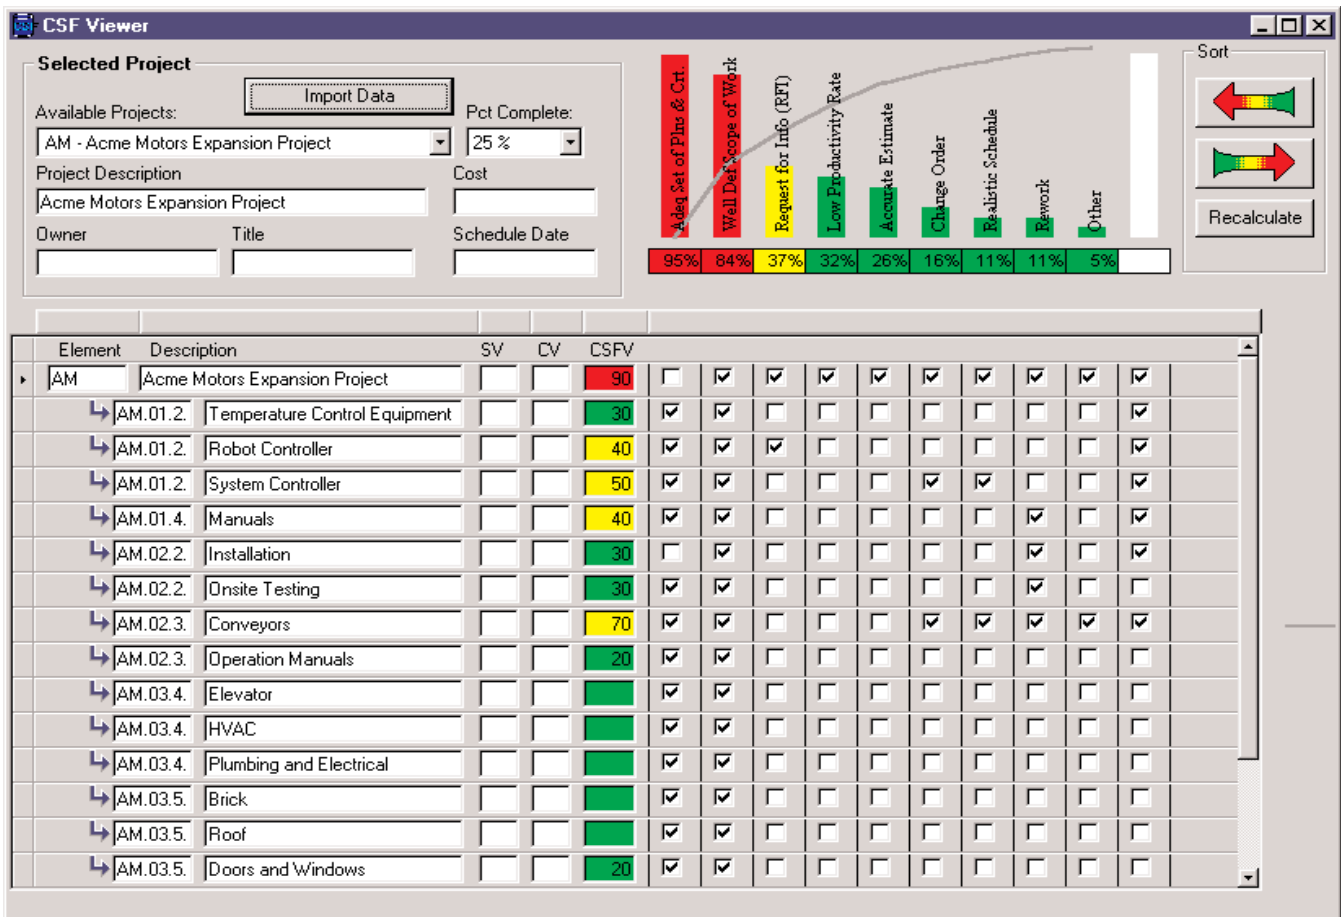 CSF Viewer
Selected Project
Import Data
Available Projects:
Pct Complete:
AM - Acme Motors Expansion Project
25 %
Project Description
Cost
Acme Motors Expansion Project
Owner
Title
Schedule Date
Adeq Set of Plns & Crt.
Well Def Scope of Work
Request for Info (RFI)
Low Productivity Rate
Accurate Estimate
Change Order
Realistic Schedule
Rework
Other
95% 84% 37% 32% 26% 16% 11% 11% 5%
Sort
Recalculate
Element Description SV CV CSFV
AM Acme Motors Expansion Project 90
AM.01.2. Temperature Control Equipment 30
AM.01.2. Robot Controller 40
AM.01.2. System Controller 50
AM.01.4. Manuals 40
AM.02.2. Installation 30
AM.02.2. Onsite Testing 30
AM.02.3. Conveyors 70
AM.02.3. Operation Manuals 20
AM.03.4. Elevator
AM.03.4. HVAC
AM.03.4. Plumbing and Electrical
AM.03.5. Brick
AM.03.5. Roof
AM.03.5. Doors and Windows 20